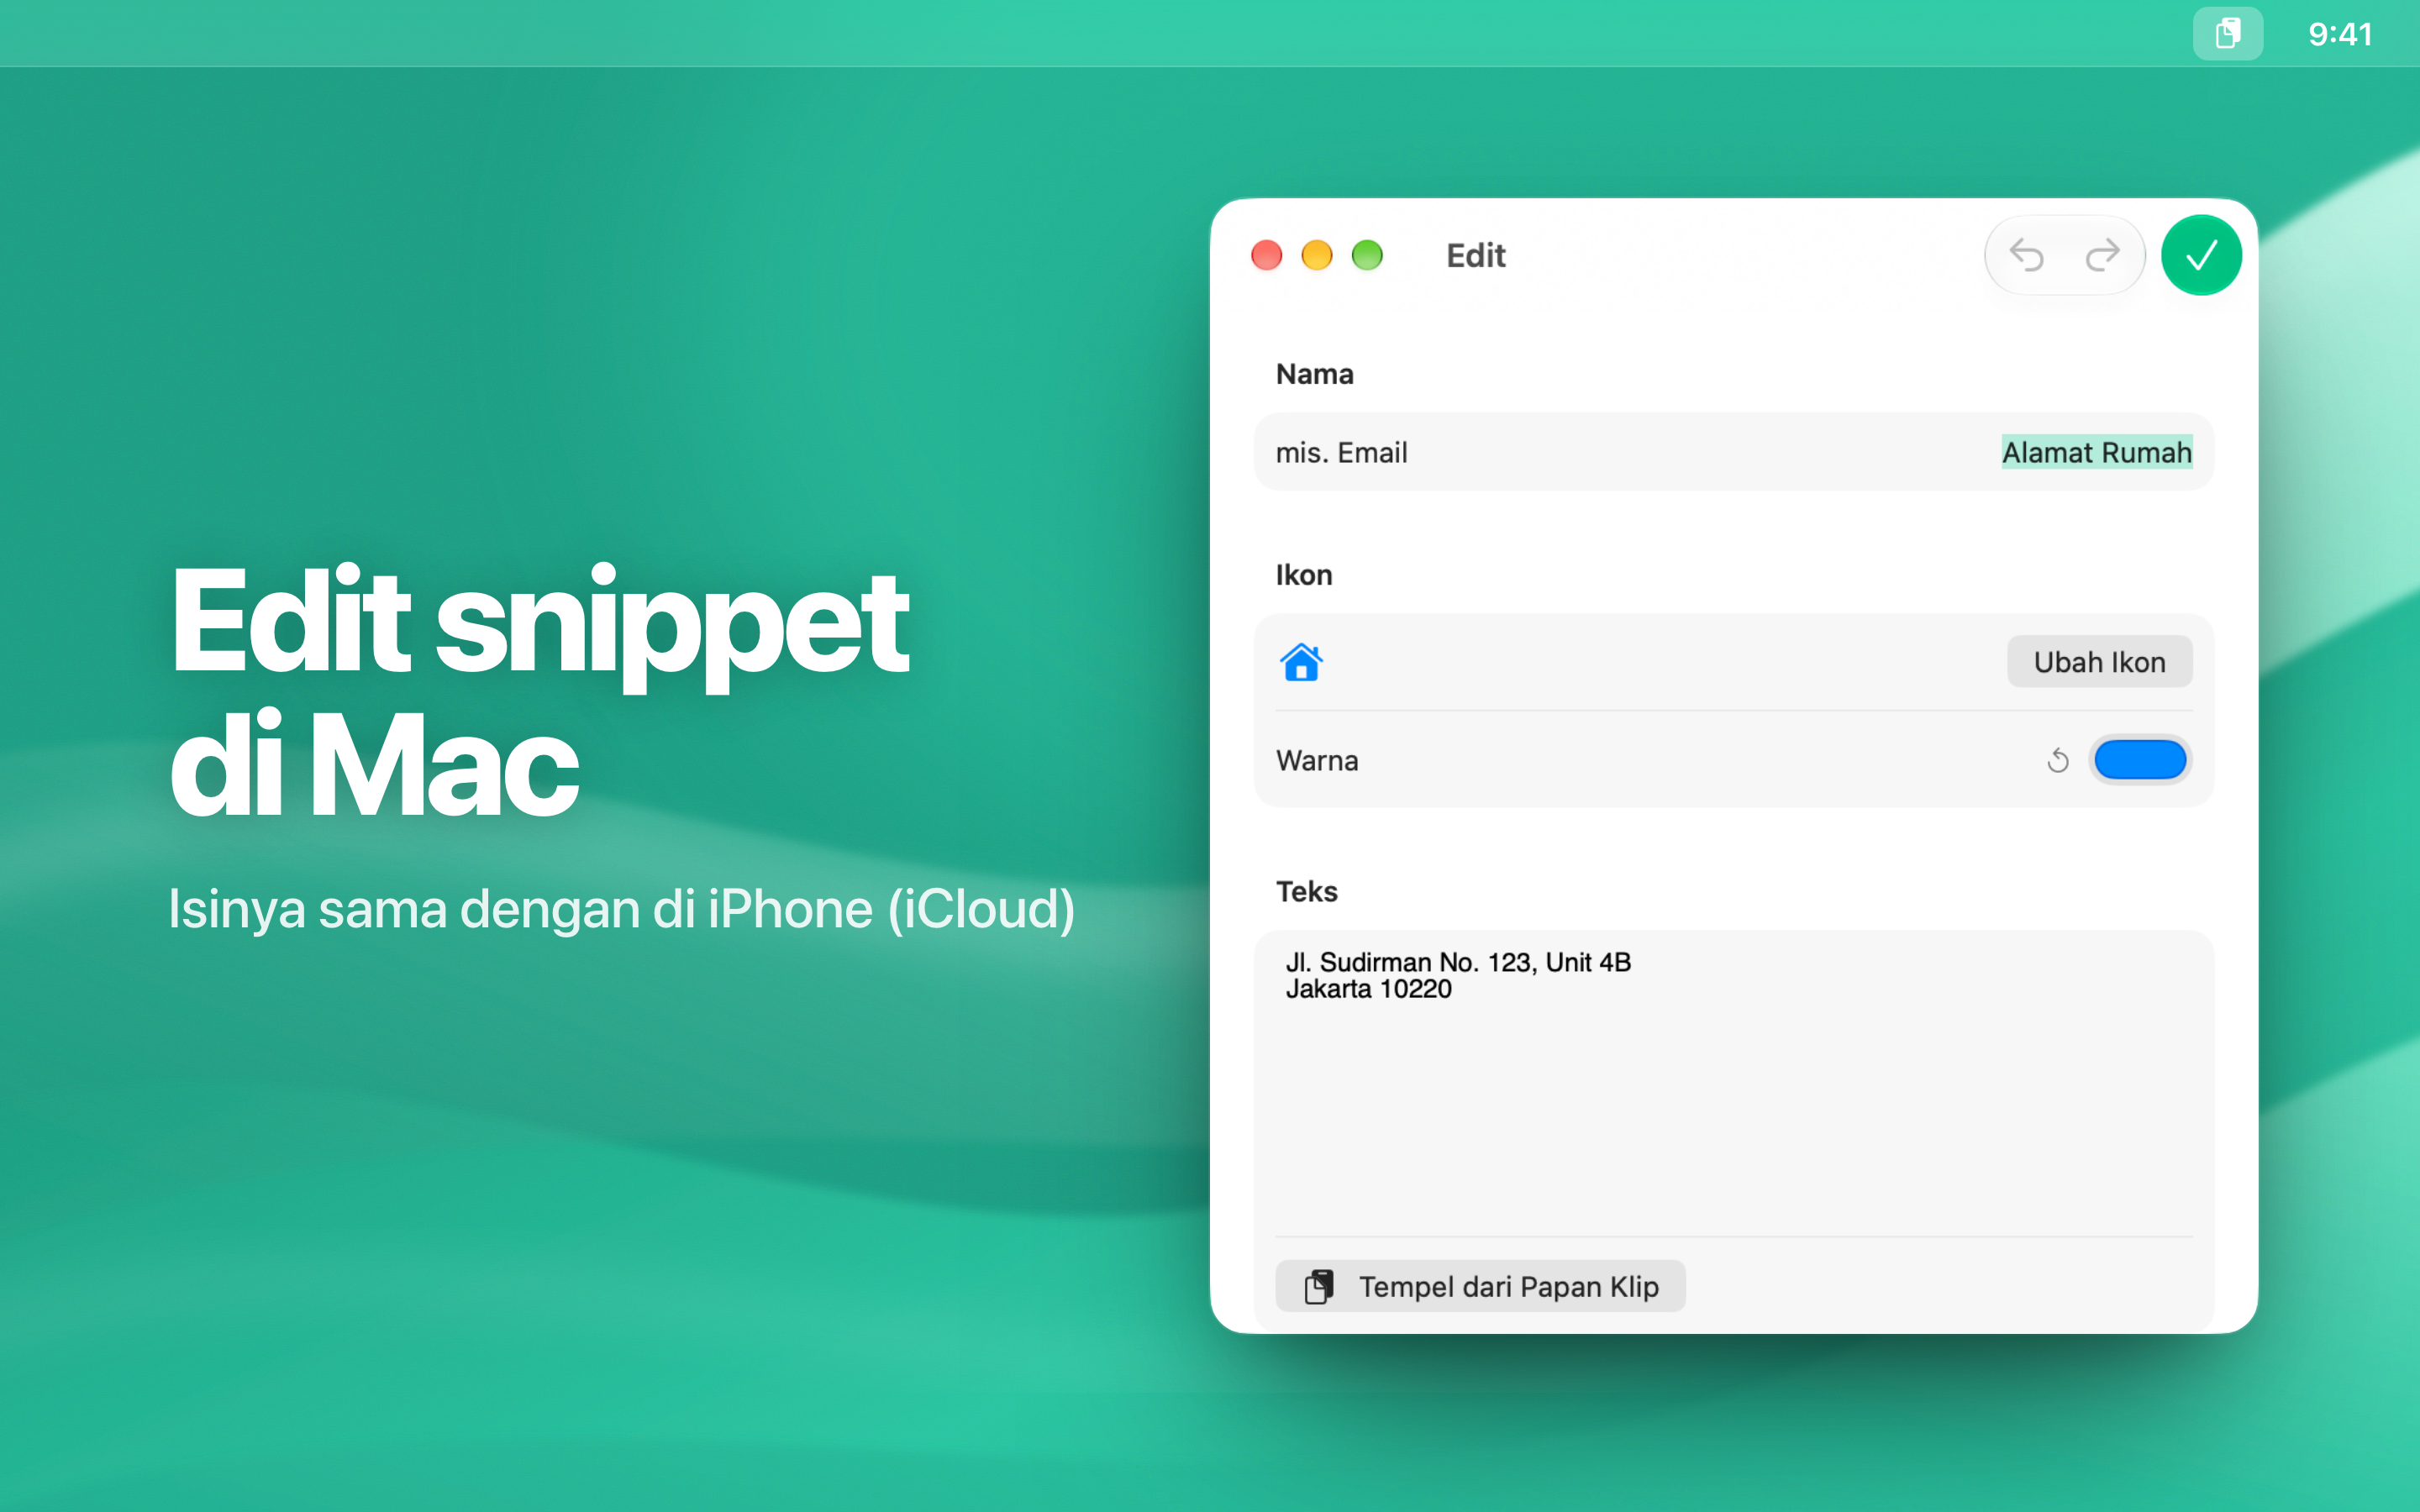 9:41
Edit snippet
di Mac
Isinya sama dengan di iPhone (iCloud)
Edit
Nama
mis. Email
Alamat Rumah
Ikon
Ubah Ikon
Warna
Teks
Jl. Sudirman No. 123, Unit 4B
Jakarta 10220
Tempel dari Papan Klip